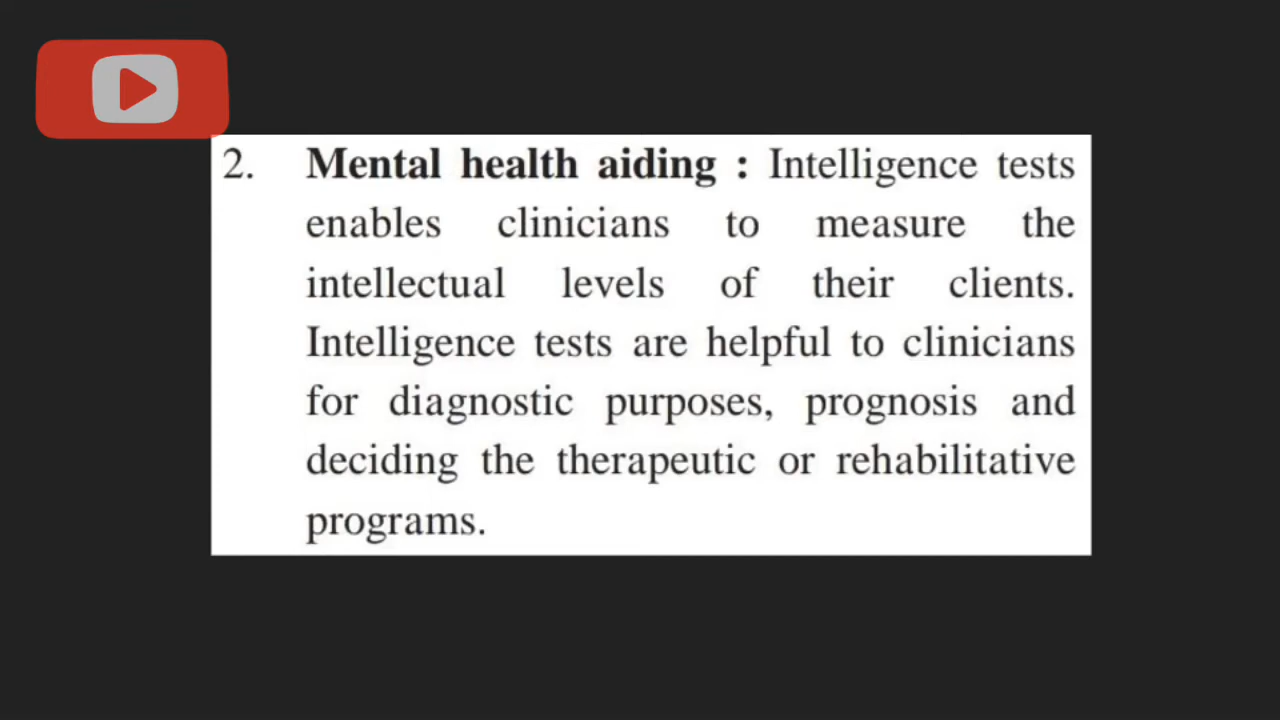 2. Mental health aiding : Intelligence tests
enables clinicians to measure the
intellectual levels of their clients.
Intelligence tests are helpful to clinicians
for diagnostic purposes, prognosis and
deciding the therapeutic or rehabilitative
programs.